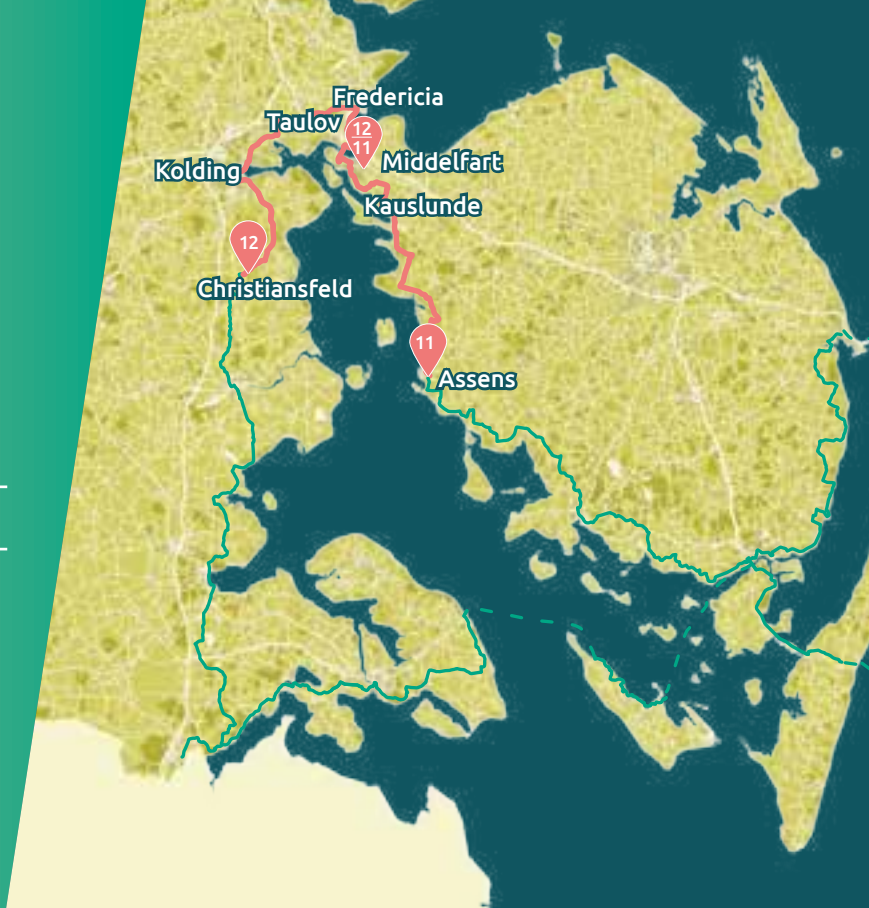 Fredericia
Taulov
12
11
Middelfart
Kolding
Kauslunde
12
Christiansfeld
11
Assens